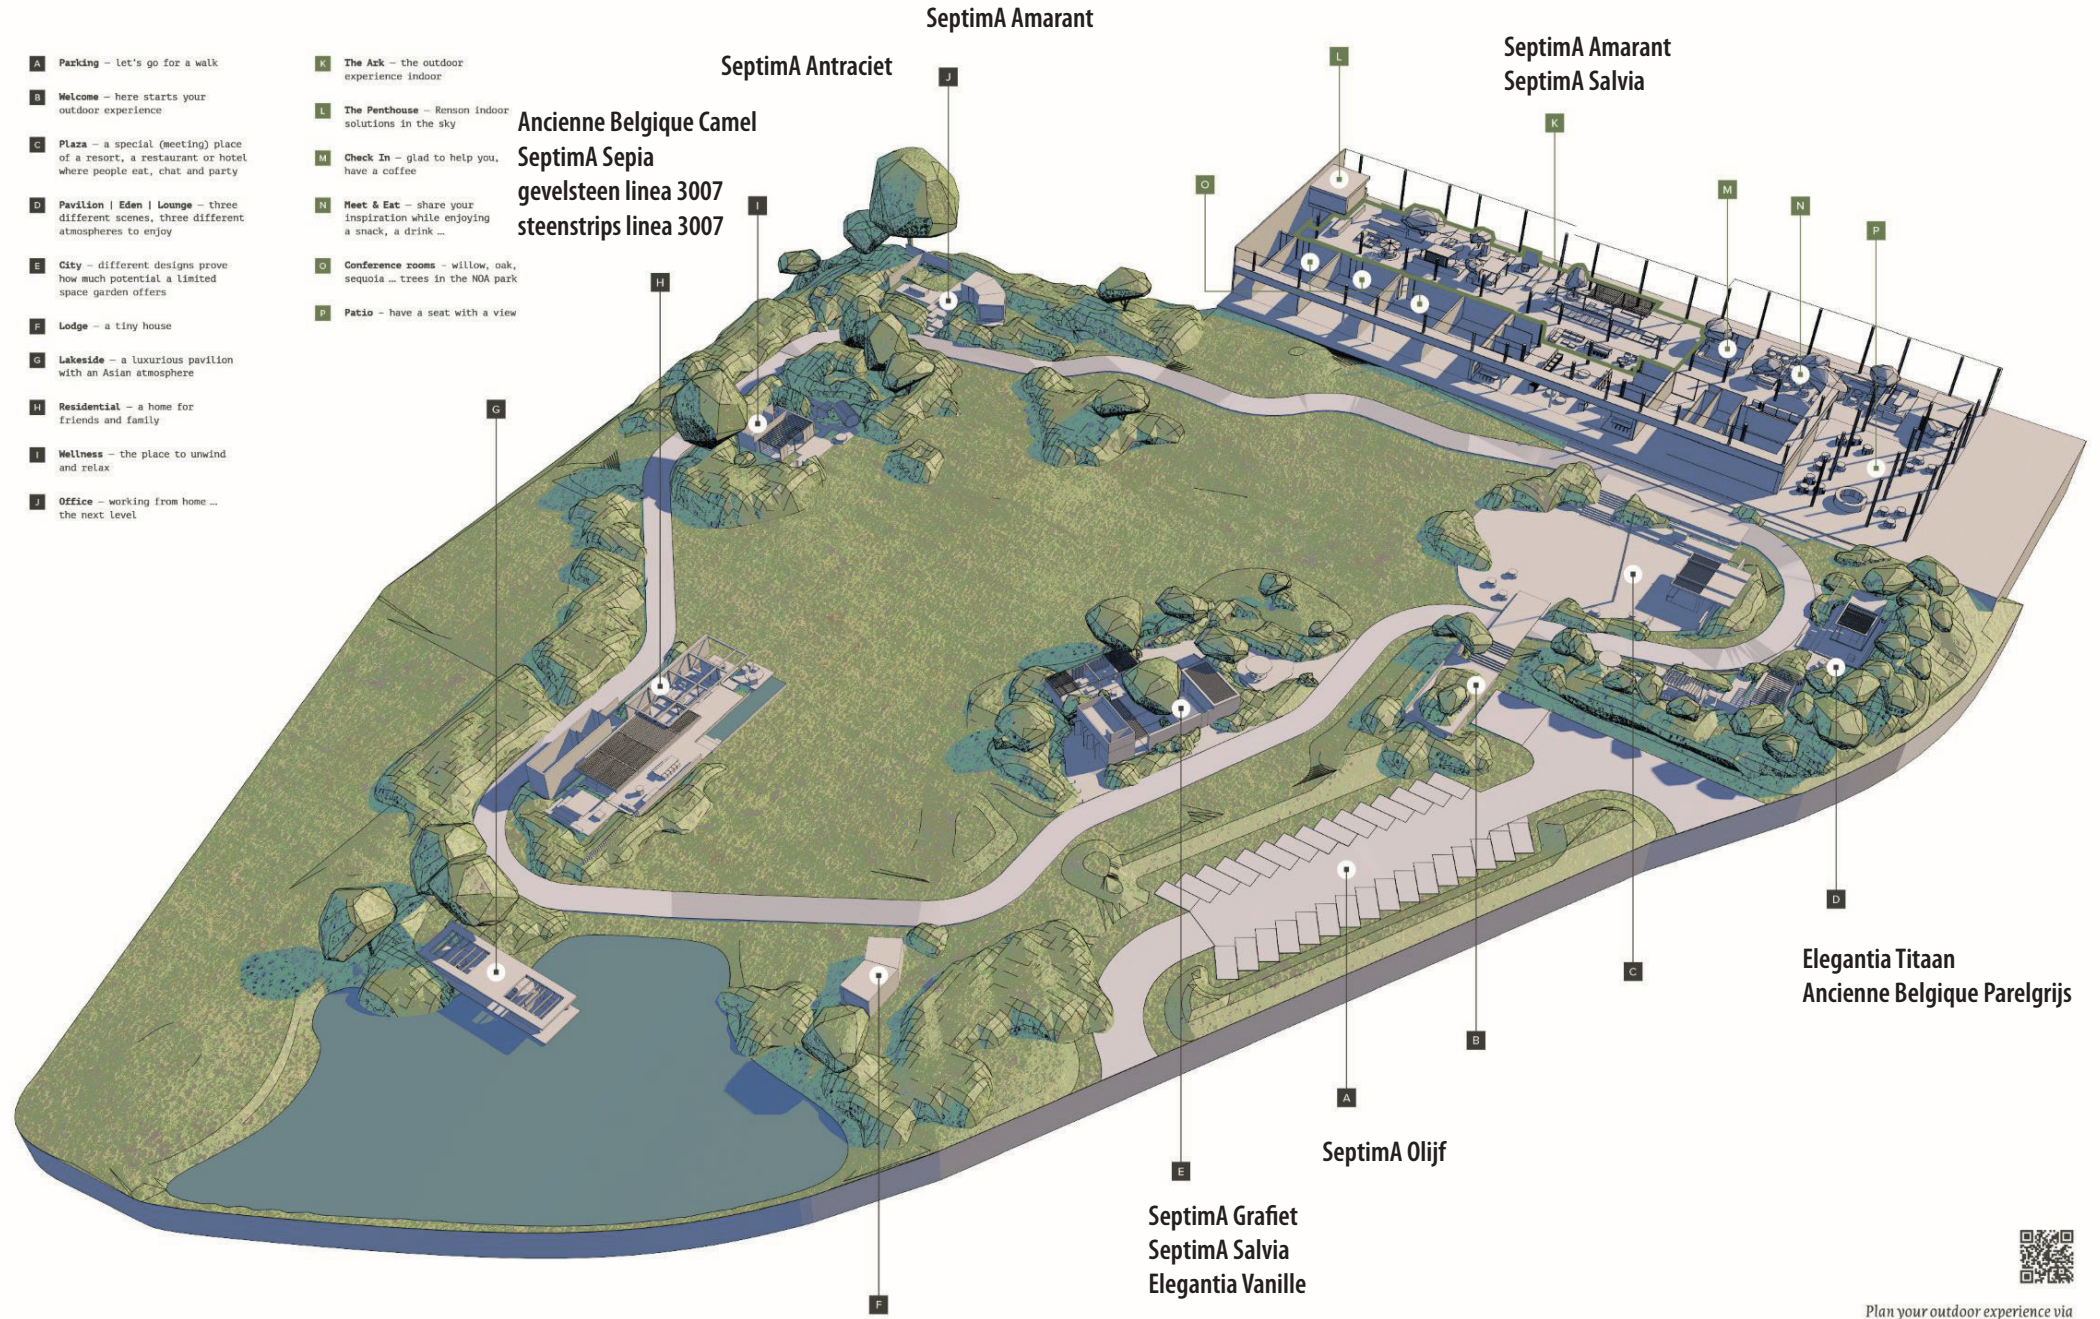 SeptimA Amarant
SeptimA Antraciet
SeptimA Amarant
SeptimA Salvia
Ancienne Belgique Camel
SeptimA Sepia
gevelsteen linea 3007
steenstrips linea 3007
A Parking – let's go for a walk
B Welcome – here starts your
outdoor experience
C Plaza – a special (meeting) place
of a resort, a restaurant or hotel
where people eat, chat and party
D Pavilion | Eden | Lounge – three
different scenes, three different
atmospheres to enjoy
E City – different designs prove
how much potential a limited
space garden offers
F Lodge – a tiny house
G Lakeside – a luxurious pavilion
with an Asian atmosphere
H Residential – a home for
friends and family
I Wellness – the place to unwind
and relax
J Office – working from home …
the next level
K The Ark – the outdoor
experience indoor
L The Penthouse – Renson indoor
solutions in the sky
M Check In – glad to help you,
have a coffee
N Meet & Eat – share your
inspiration while enjoying
a snack, a drink …
O Conference rooms – willow, oak,
sequoia … trees in the NOA park
P Patio – have a seat with a view
L
J
K
O
M
I
N
P
H
G
D
C
B
A
E
F
Elegantia Titaan
Ancienne Belgique Parelgrijs
SeptimA Olijf
SeptimA Grafiet
SeptimA Salvia
Elegantia Vanille
Plan your outdoor experience via